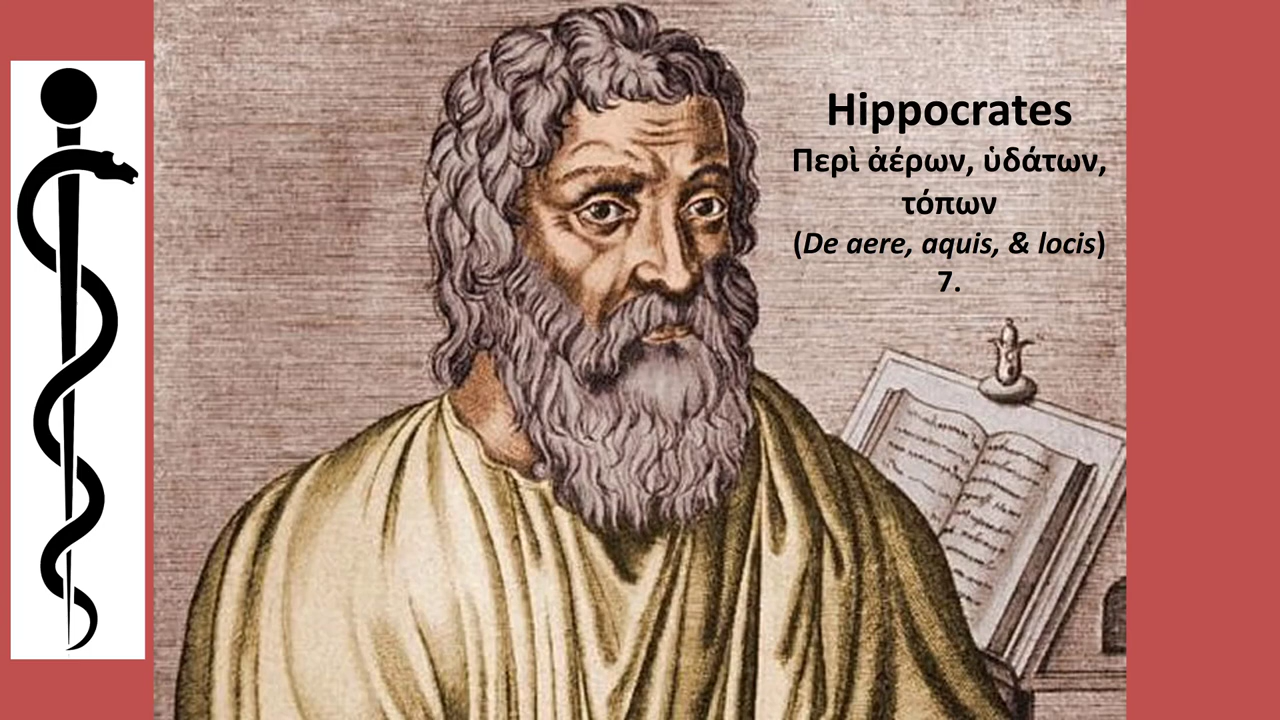 Hippocrates
Περὶ ἀέρων, ὑδάτων,
τόπων
(De aere, aquis, & locis)
7.